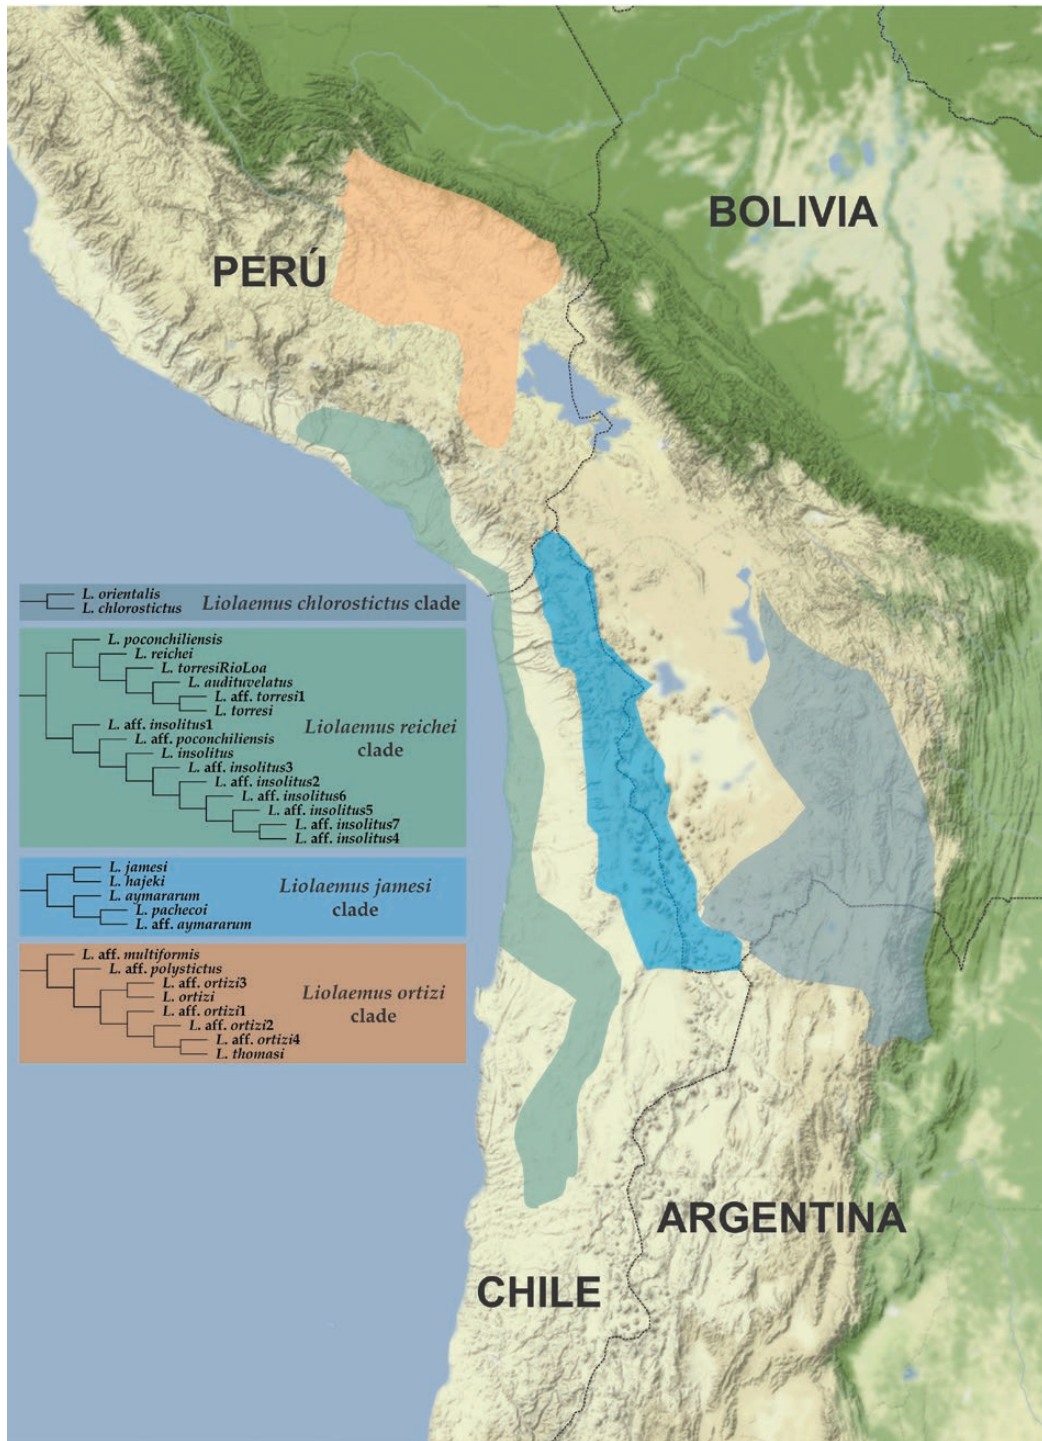 BOLIVIA
PERÚ
L. orientalis
L. chlorostictus
Liolaemus chlorostictus clade
L. poconchiliensis
L. reichei
L. torresiRioLoa
L. audituvelatus
L. aff. torresi1
L. torresi
L. aff. insolitus1
L. aff. poconchiliensis
L. insolitus
L. aff. insolitus3
L. aff. insolitus2
L. aff. insolitus6
L. aff. insolitus5
L. aff. insolitus7
L. aff. insolitus4
Liolaemus reichei
clade
L. jamesi
L. hajeki
L. aymararum
L. pachecoi
L. aff. aymararum
Liolaemus jamesi
clade
L. aff. multiformis
L. aff. polystictus
L. aff. ortizi3
L. ortizi
L. aff. ortizi1
L. aff. ortizi2
L. aff. ortizi4
L. thomasi
Liolaemus ortizi
clade
ARGENTINA
CHILE